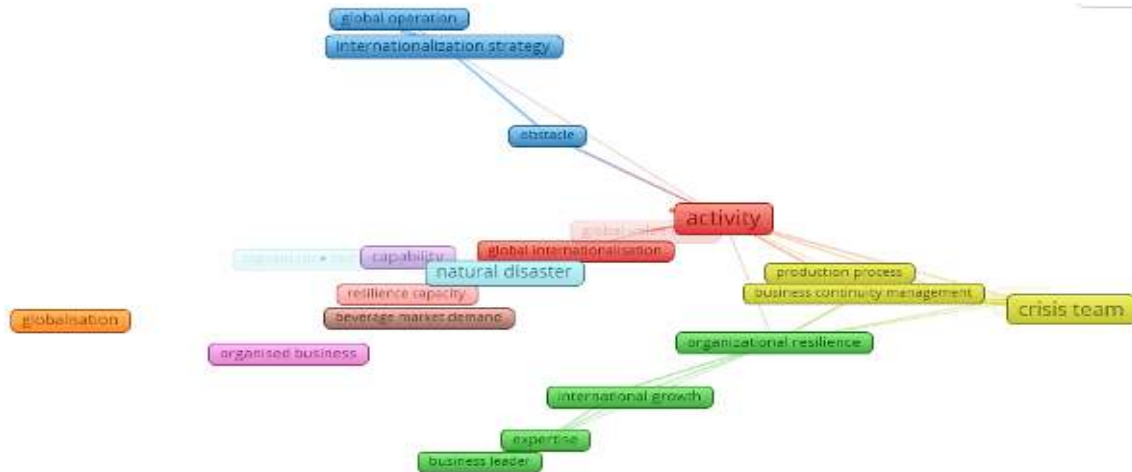 global operation
internationalization strategy
obstacle
activity
global internationalisation
capability
natural disaster
production process
resilience capacity
business continuity management
crisis team
beverage market demand
globalisation
organizational resilience
organised business
international growth
expertise
business leader